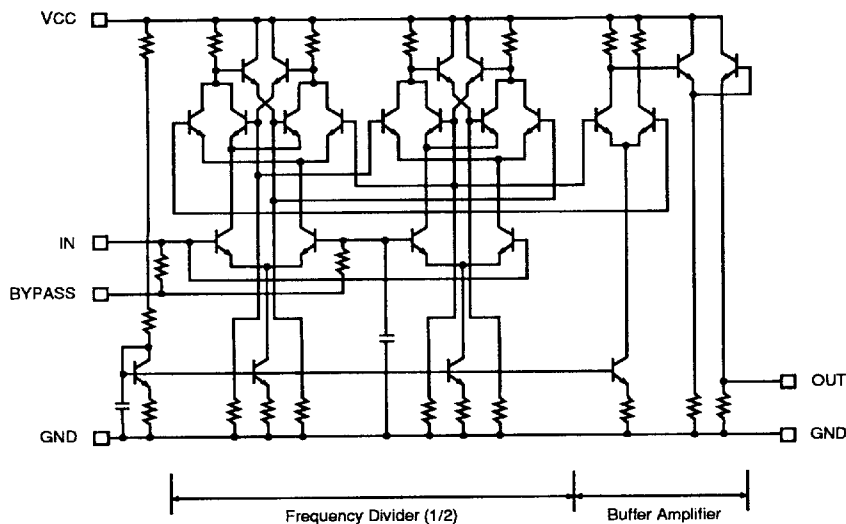 VCC
IN
BYPASS
OUT
GND
GND
Frequency Divider (1/2)
Buffer Amplifier